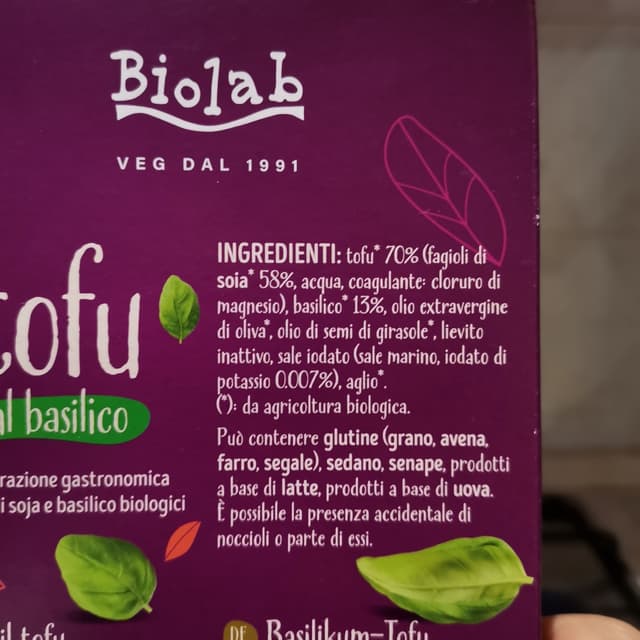 Biolab
VEG DAL 1991
tofu
al basilico
razione gastronomica
i soja e basilico biologici
INGREDIENTI: tofu* 70% (fagioli di
soia* 58%, acqua, coagulante: cloruro di
magnesio), basilico* 13%, olio extravergine
di oliva*, olio di semi di girasole*, lievito
inattivo, sale iodato (sale marino, iodato di
potassio 0.007%), aglio*.
(*): da agricoltura biologica.
Può contenere glutine (grano, avena,
farro, segale), sedano, senape, prodotti
a base di latte, prodotti a base di uova.
È possibile la presenza accidentale di
noccioli o parte di essi.
il tofu
DE Basilikum-Tofu